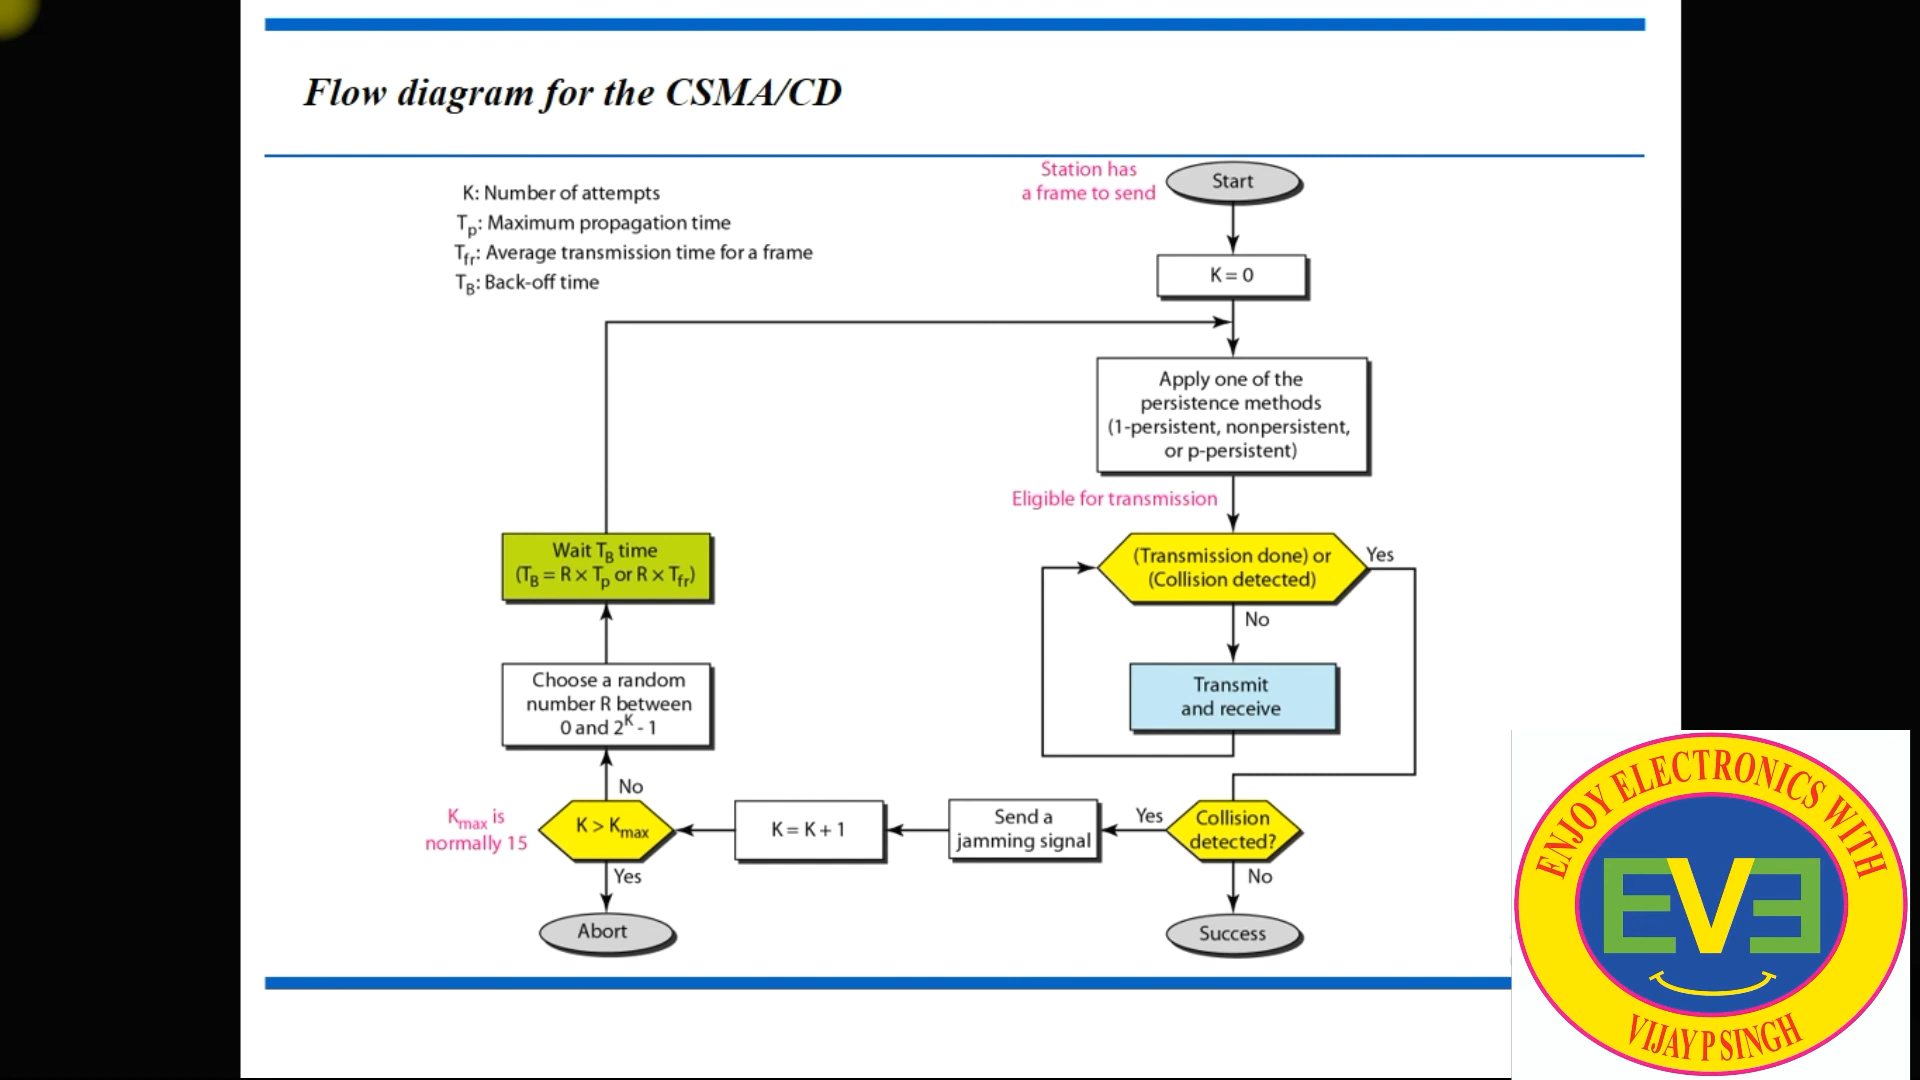 Flow diagram for the CSMA/CD
K: Number of attempts
Tp: Maximum propagation time
Tfr: Average transmission time for a frame
TB: Back-off time
Station has
a frame to send
Start
K = 0
Apply one of the
persistence methods
(1-persistent, nonpersistent,
or p-persistent)
Eligible for transmission
(Transmission done) or
(Collision detected)
Yes
No
Transmit
and receive
Wait TB time
(TB = R × Tp or R × Tfr)
Choose a random
number R between
0 and 2^K - 1
No
Kmax is
normally 15
K > Kmax
K = K + 1
Send a
jamming signal
Yes
Collision
detected?
Yes
No
Abort
Success
ENJOY ELECTRONICS WITH
EVE
VIJAY P SINGH